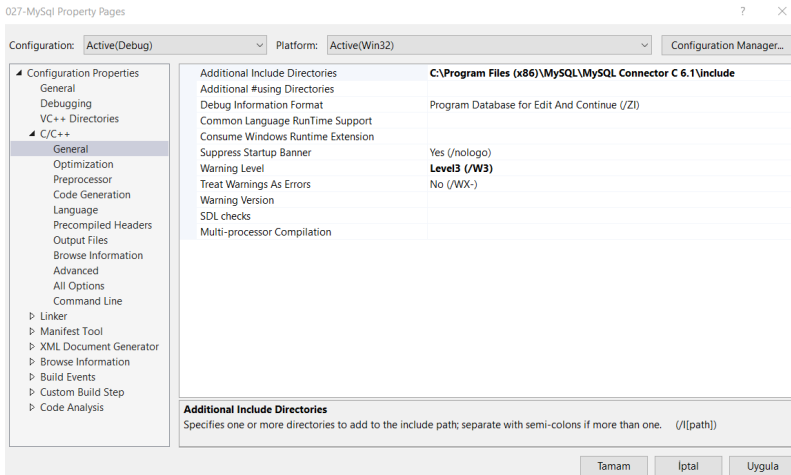 027-MySql Property Pages
? ×
Configuration: Active(Debug) Platform: Active(Win32) Configuration Manager...
Configuration Properties
General
Debugging
VC++ Directories
C/C++
General
Optimization
Preprocessor
Code Generation
Language
Precompiled Headers
Output Files
Browse Information
Advanced
All Options
Command Line
Linker
Manifest Tool
XML Document Generator
Browse Information
Build Events
Custom Build Step
Code Analysis
Additional Include Directories C:\Program Files (x86)\MySQL\MySQL Connector C 6.1\include
Additional #using Directories
Debug Information Format Program Database for Edit And Continue (/ZI)
Common Language RunTime Support
Consume Windows Runtime Extension
Suppress Startup Banner Yes (/nologo)
Warning Level Level3 (/W3)
Treat Warnings As Errors No (/WX-)
Warning Version
SDL checks
Multi-processor Compilation
Additional Include Directories
Specifies one or more directories to add to the include path; separate with semi-colons if more than one. (/I[path])
Tamam İptal Uygula